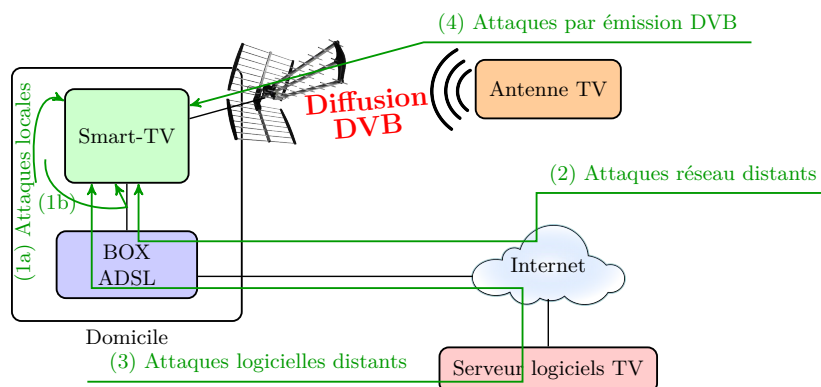 (4) Attaques par émission DVB
Diffusion
DVB
Antenne TV
Smart-TV
(1a) Attaques locales
(1b)
(2) Attaques réseau distants
BOX
ADSL
Internet
Domicile
(3) Attaques logicielles distants
Serveur logiciels TV